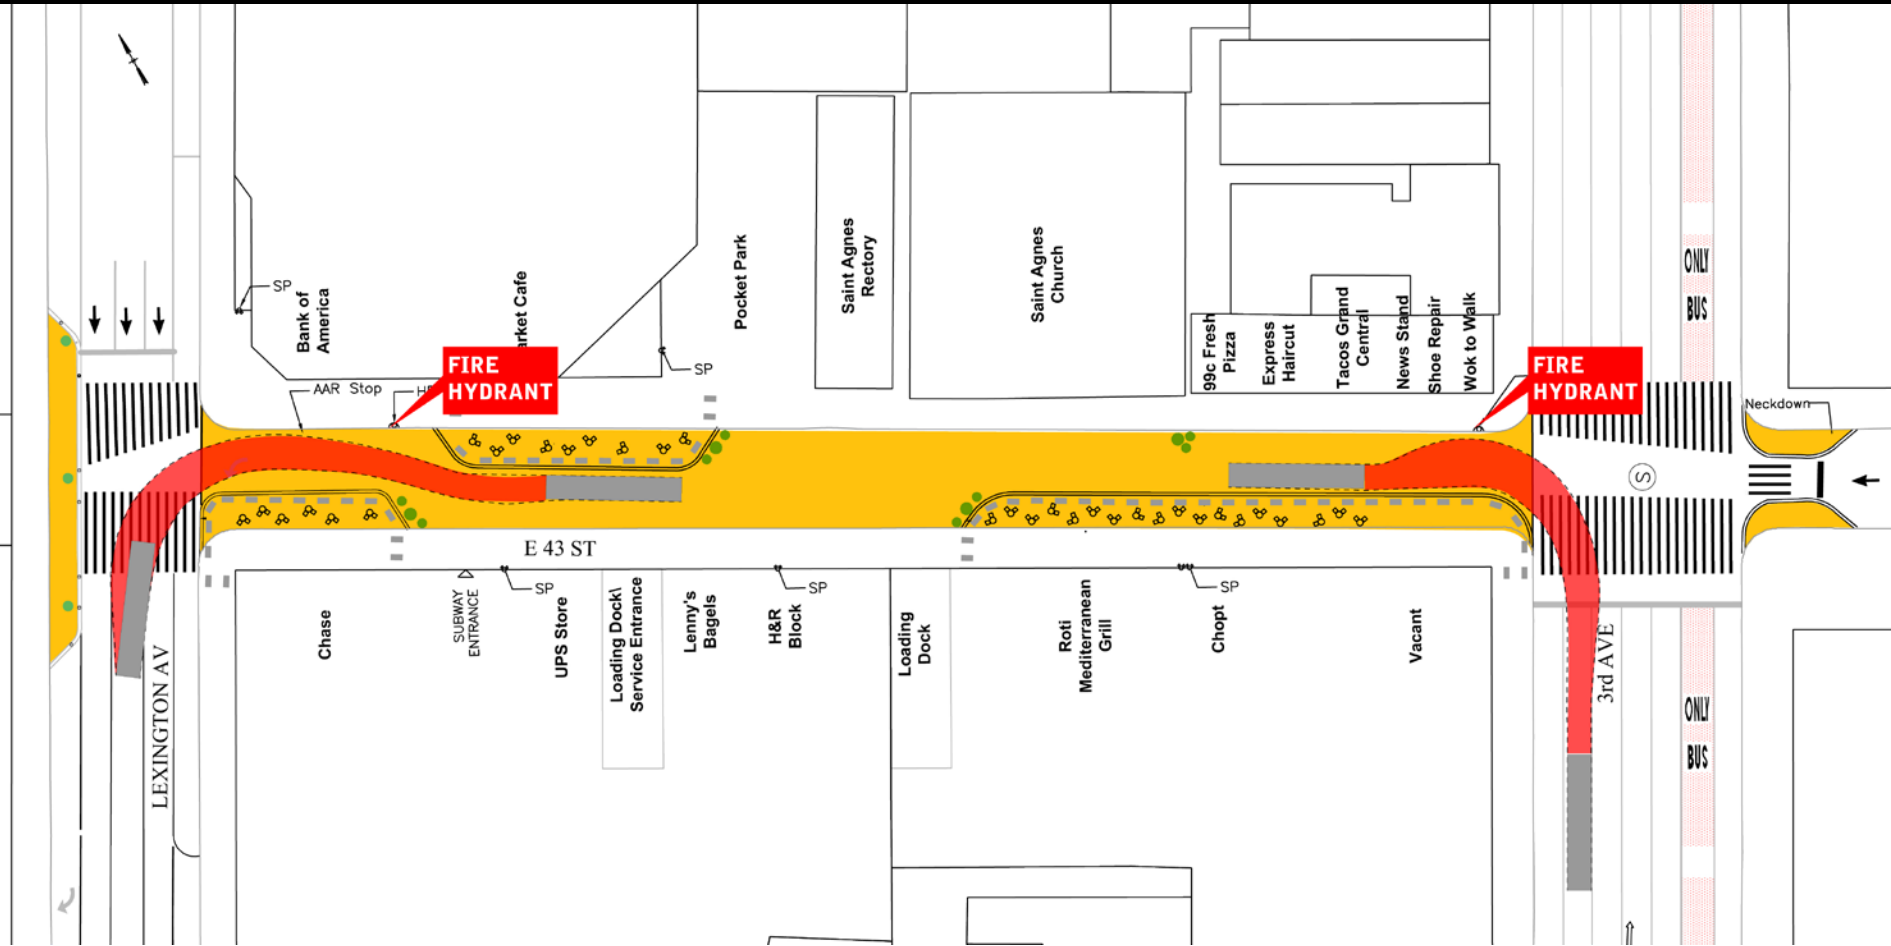 SP
Bank of
America
arket Cafe
AAR Stop
FIRE
HYDRANT
SP
Pocket Park
Saint Agnes
Rectory
Saint Agnes
Church
99c Fresh
Pizza
Express
Haircut
Tacos Grand
Central
News Stand
Shoe Repair
Wok to Walk
FIRE
HYDRANT
ONLY
BUS
Neckdown
S
E 43 ST
LEXINGTON AV
Chase
SUBWAY
ENTRANCE
SP
UPS Store
Loading Dock\
Service Entrance
Lenny's
Bagels
H&R
Block
SP
Loading
Dock
Roti
Mediterranean
Grill
SP
Chopt
Vacant
3rd AVE
ONLY
BUS